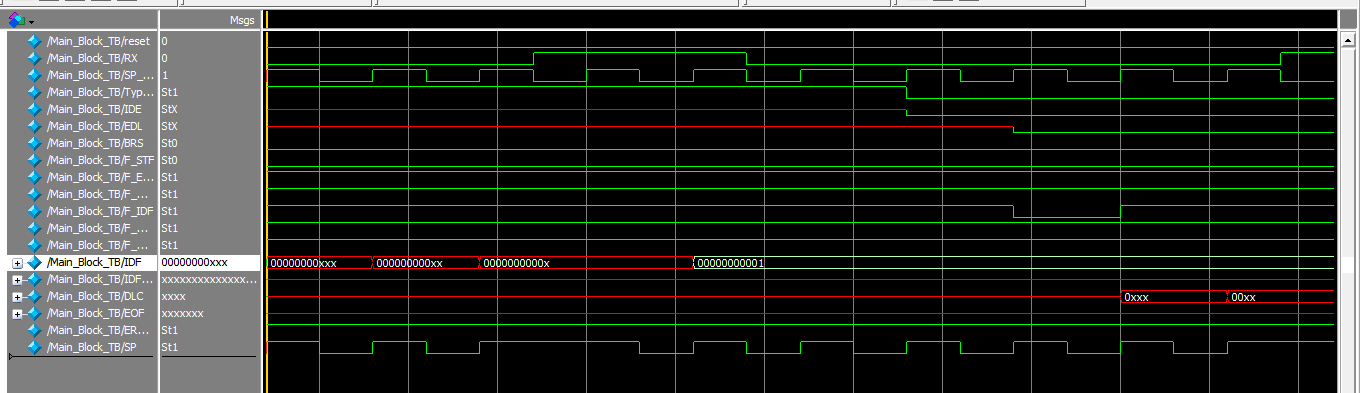 Msgs
/Main_Block_TB/reset 0
/Main_Block_TB/RX 0
/Main_Block_TB/SP_... 1
/Main_Block_TB/Typ... St1
/Main_Block_TB/IDE StX
/Main_Block_TB/EDL StX
/Main_Block_TB/BRS St0
/Main_Block_TB/F_STF St0
/Main_Block_TB/F_E... St1
/Main_Block_TB/F_... St1
/Main_Block_TB/F_IDF St1
/Main_Block_TB/F_... St1
/Main_Block_TB/F_... St1
/Main_Block_TB/IDF 00000000xxx 00000000xxx 000000000xx 0000000000x 00000000001
/Main_Block_TB/IDF... xxxxxxxxxxxxxx...
/Main_Block_TB/DLC xxxx 0xxx 00xx
/Main_Block_TB/EOF xxxxxxx
/Main_Block_TB/ER... St1
/Main_Block_TB/SP St1